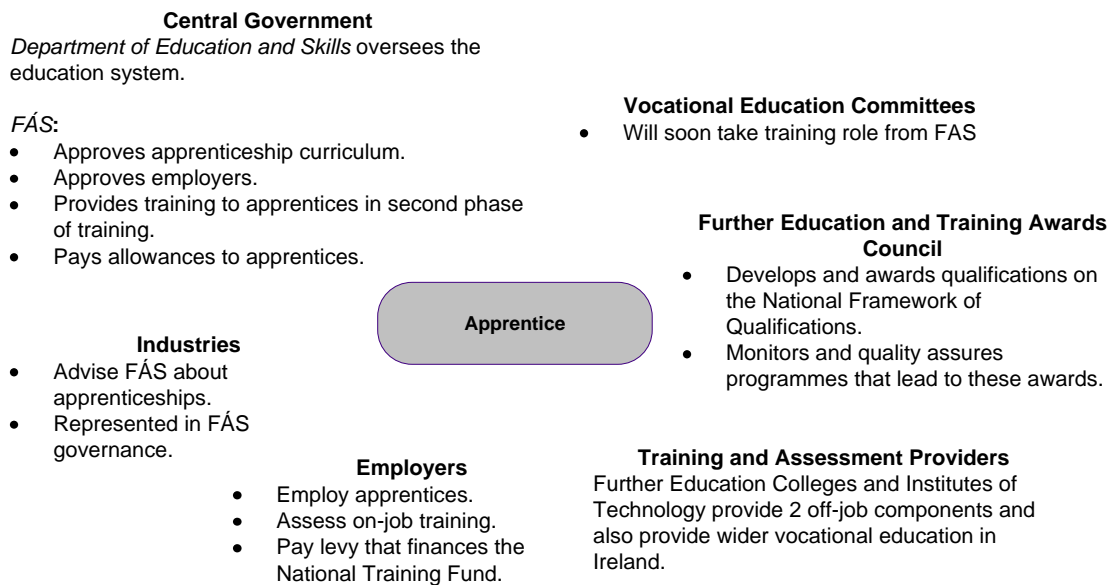 Central Government
Department of Education and Skills oversees the
education system.
FÁS:
• Approves apprenticeship curriculum.
• Approves employers.
• Provides training to apprentices in second phase
of training.
• Pays allowances to apprentices.
Vocational Education Committees
• Will soon take training role from FAS
Further Education and Training Awards
Council
• Develops and awards qualifications on
the National Framework of
Qualifications.
• Monitors and quality assures
programmes that lead to these awards.
Apprentice
Industries
• Advise FÁS about
apprenticeships.
• Represented in FÁS
governance.
Employers
• Employ apprentices.
• Assess on-job training.
• Pay levy that finances the
National Training Fund.
Training and Assessment Providers
Further Education Colleges and Institutes of
Technology provide 2 off-job components and
also provide wider vocational education in
Ireland.